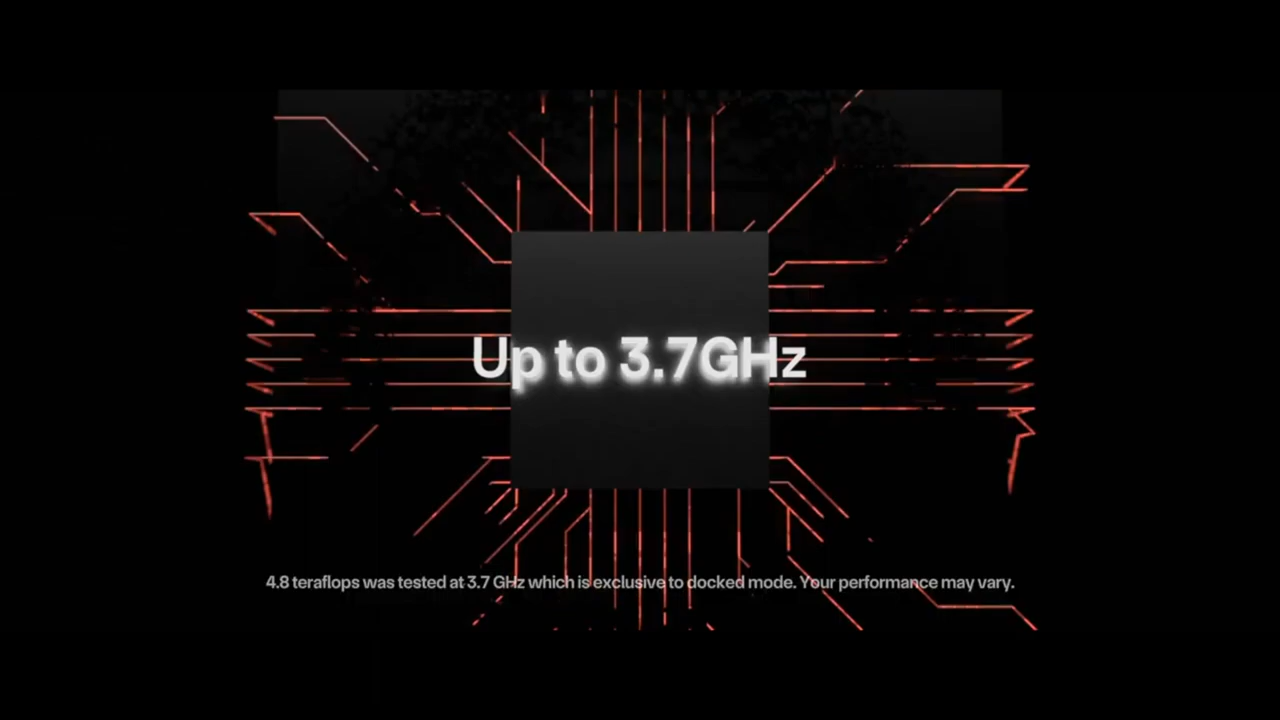 Up to 3.7GHz
4.8 teraflops was tested at 3.7 GHz which is exclusive to docked mode. Your performance may vary.